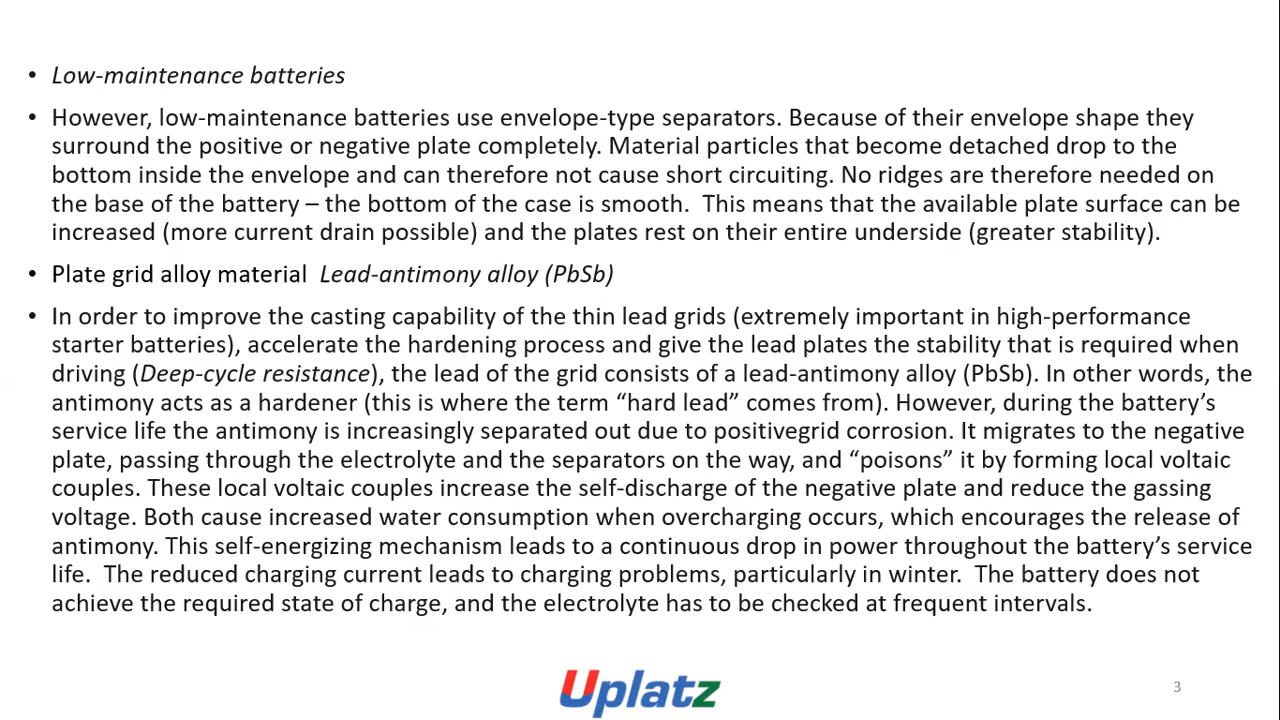 • Low-maintenance batteries
• However, low-maintenance batteries use envelope-type separators. Because of their envelope shape they
surround the positive or negative plate completely. Material particles that become detached drop to the
bottom inside the envelope and can therefore not cause short circuiting. No ridges are therefore needed on
the base of the battery – the bottom of the case is smooth.  This means that the available plate surface can be
increased (more current drain possible) and the plates rest on their entire underside (greater stability).
• Plate grid alloy material  Lead-antimony alloy (PbSb)
• In order to improve the casting capability of the thin lead grids (extremely important in high-performance
starter batteries), accelerate the hardening process and give the lead plates the stability that is required when
driving (Deep-cycle resistance), the lead of the grid consists of a lead-antimony alloy (PbSb). In other words, the
antimony acts as a hardener (this is where the term “hard lead” comes from). However, during the battery’s
service life the antimony is increasingly separated out due to positivegrid corrosion. It migrates to the negative
plate, passing through the electrolyte and the separators on the way, and “poisons” it by forming local voltaic
couples. These local voltaic couples increase the self-discharge of the negative plate and reduce the gassing
voltage. Both cause increased water consumption when overcharging occurs, which encourages the release of
antimony. This self-energizing mechanism leads to a continuous drop in power throughout the battery’s service
life.  The reduced charging current leads to charging problems, particularly in winter.  The battery does not
achieve the required state of charge, and the electrolyte has to be checked at frequent intervals.
Uplatz
3